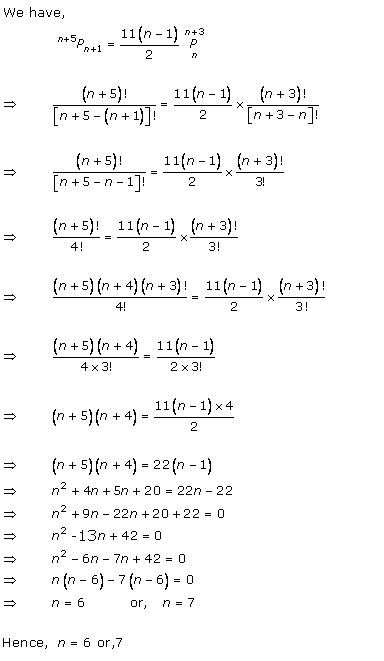 We have,
ⁿ⁺⁵Pₙ₊₁ = 11(n − 1)/2 ⁿ⁺³Pₙ
⇒ (n + 5)!/[n + 5 − (n + 1)]! = 11(n − 1)/2 × (n + 3)!/[n + 3 − n]!
⇒ (n + 5)!/[n + 5 − n − 1]! = 11(n − 1)/2 × (n + 3)!/3!
⇒ (n + 5)!/4! = 11(n − 1)/2 × (n + 3)!/3!
⇒ (n + 5)(n + 4)(n + 3)!/4! = 11(n − 1)/2 × (n + 3)!/3!
⇒ (n + 5)(n + 4)/4 × 3! = 11(n − 1)/2 × 3!
⇒ (n + 5)(n + 4) = 11(n − 1) × 4/2
⇒ (n + 5)(n + 4) = 22(n − 1)
⇒ n² + 4n + 5n + 20 = 22n − 22
⇒ n² + 9n − 22n + 20 + 22 = 0
⇒ n² -13n + 42 = 0
⇒ n² − 6n − 7n + 42 = 0
⇒ n(n − 6) − 7(n − 6) = 0
⇒ n = 6 or, n = 7
Hence, n = 6 or,7